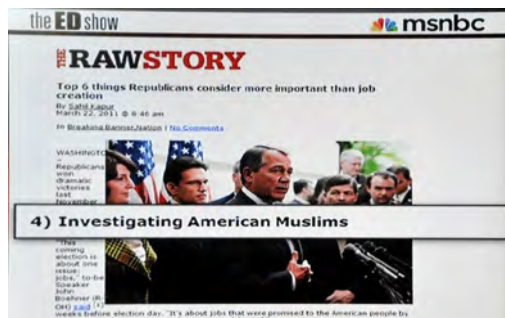 the ED show
msnbc
THE RAW STORY
Top 6 things Republicans consider more important than job
creation
By Sahil Kapur
March 22, 2011 @ 8:46 am
In Breaking Banner,Nation | No Comments
WASHINGTO
Republicans
won
dramatic
victories
last
November
4) Investigating American Muslims
"This
coming
election is
about one
issue:
jobs," to-be
Speaker
John
Boehner (R-
OH) said [1]
weeks before election day. "It's about jobs that were promised to the American people by